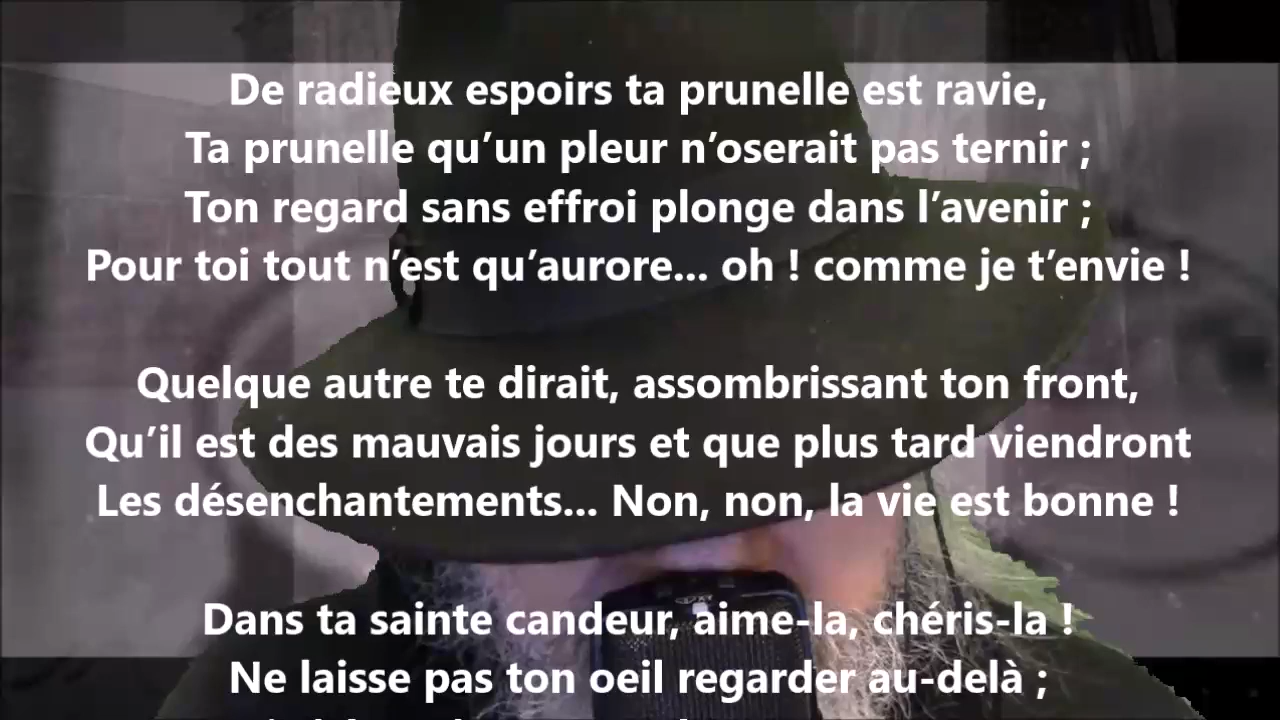 De radieux espoirs ta prunelle est ravie,
Ta prunelle qu’un pleur n’oserait pas ternir ;
Ton regard sans effroi plonge dans l’avenir ;
Pour toi tout n’est qu’aurore... oh ! comme je t’envie !
Quelque autre te dirait, assombrissant ton front,
Qu’il est des mauvais jours et que plus tard viendront
Les désenchantements... Non, non, la vie est bonne !
Dans ta sainte candeur, aime-la, chéris-la !
Ne laisse pas ton oeil regarder au-delà ;